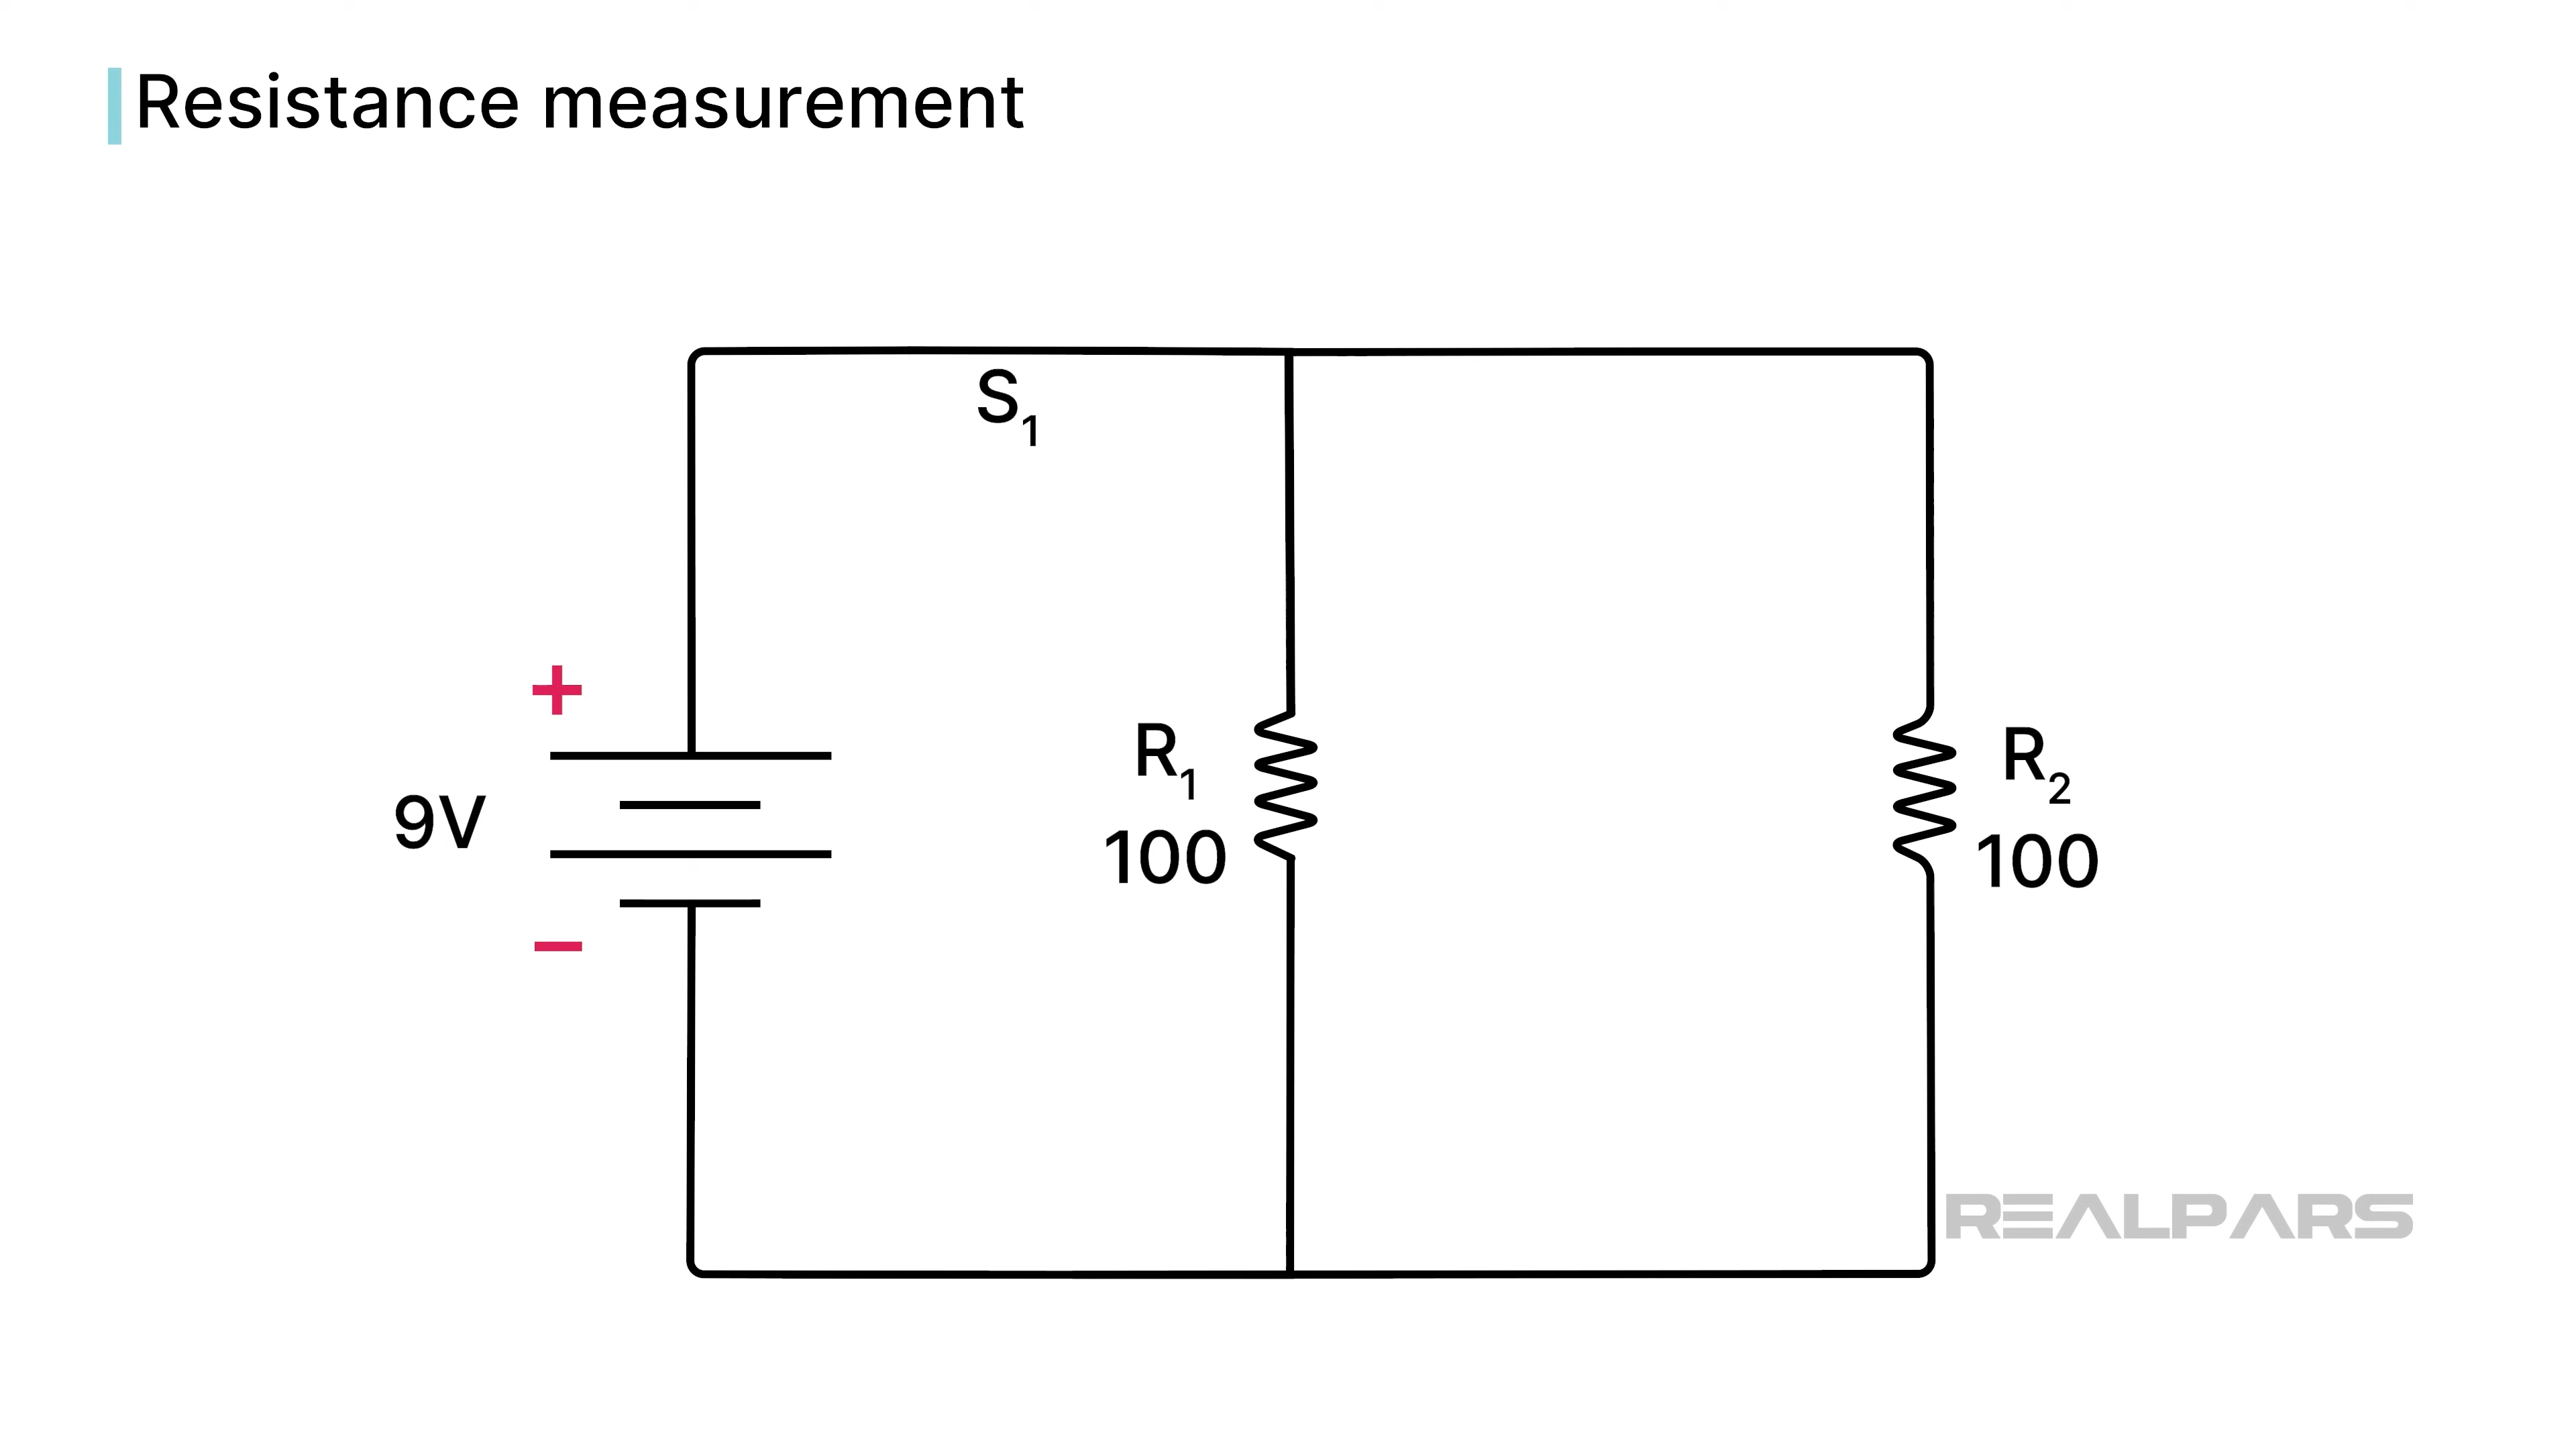 Resistance measurement
S₁
+
9V
−
R₁
100
R₂
100
REALPARS